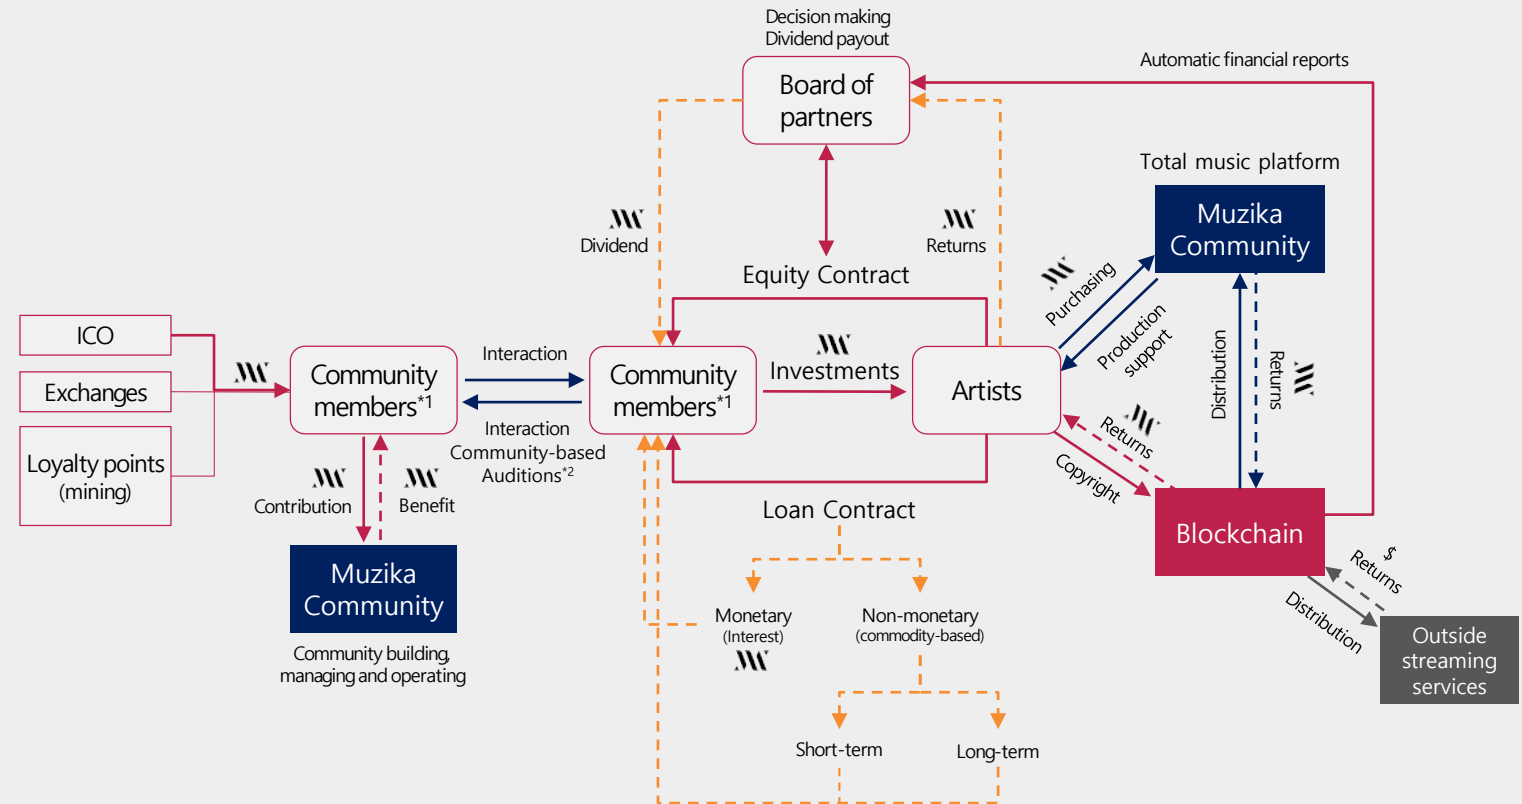 Decision making
Dividend payout
Board of
partners
Automatic financial reports
Total music platform
Muzika
Community
Dividend
Returns
Equity Contract
Purchasing
Production
support
ICO
Exchanges
Loyalty points
(mining)
Community
members*1
Interaction
Interaction
Community-based
Auditions*2
Community
members*1
Investments
Artists
Distribution
Returns
Returns
Copyright
Contribution
Benefit
Muzika
Community
Community building,
managing and operating
Loan Contract
Monetary
(Interest)
Non-monetary
(commodity-based)
Short-term
Long-term
Blockchain
$
Returns
Distribution
Outside
streaming
services